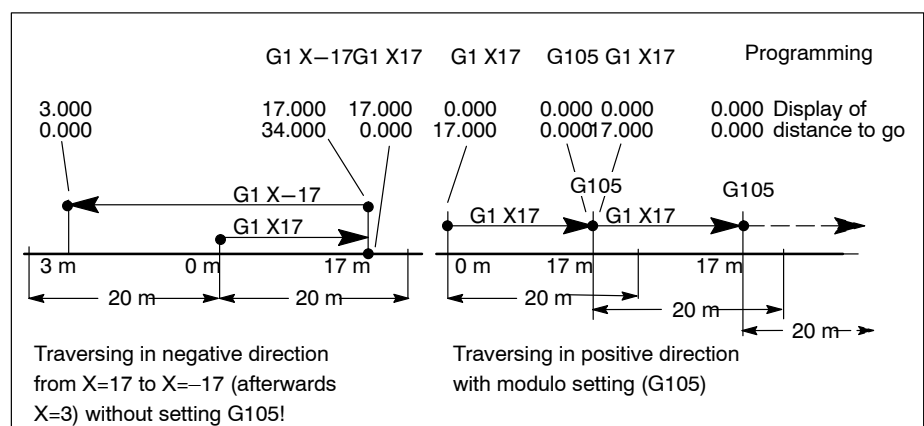 G1 X−17G1 X17 G1 X17 G105 G1 X17 Programming
3.000 17.000 17.000 0.000 0.000 0.000 0.000 Display of
0.000 34.000 0.000 17.000 0.00017.000 0.000 distance to go
G1 X−17 G105 G105
G1 X17 G1 X17 G1 X17
3 m 0 m 17 m 0 m 17 m 17 m
20 m 20 m 20 m
20 m
20 m
Traversing in negative direction
from X=17 to X=−17 (afterwards
X=3) without setting G105!
Traversing in positive direction
with modulo setting (G105)